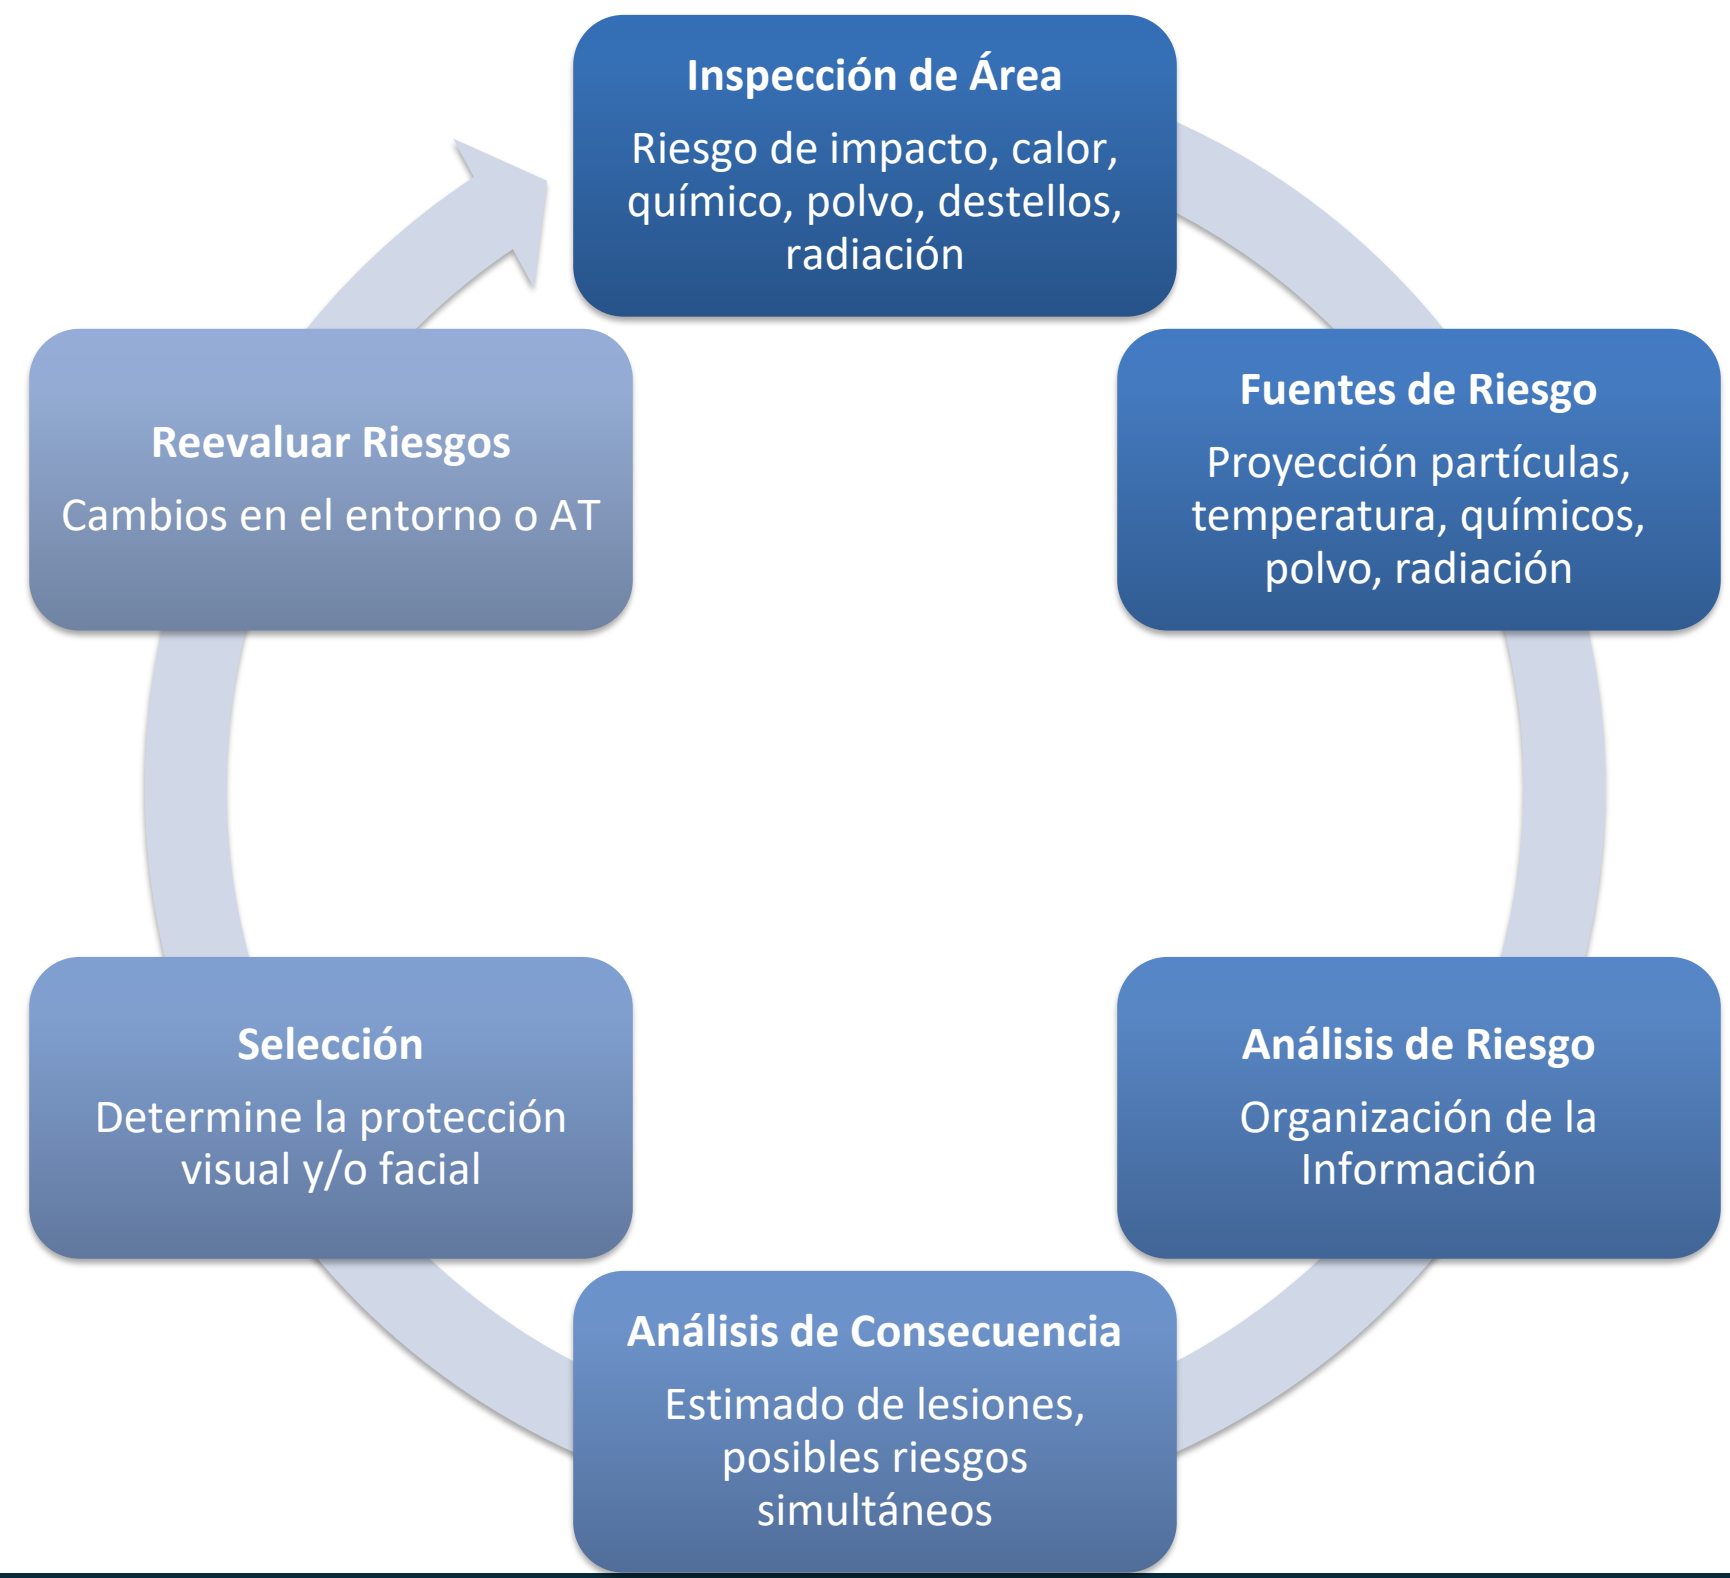 Inspección de Área
Riesgo de impacto, calor,
químico, polvo, destellos,
radiación
Fuentes de Riesgo
Proyección partículas,
temperatura, químicos,
polvo, radiación
Análisis de Riesgo
Organización de la
Información
Análisis de Consecuencia
Estimado de lesiones,
posibles riesgos
simultáneos
Selección
Determine la protección
visual y/o facial
Reevaluar Riesgos
Cambios en el entorno o AT